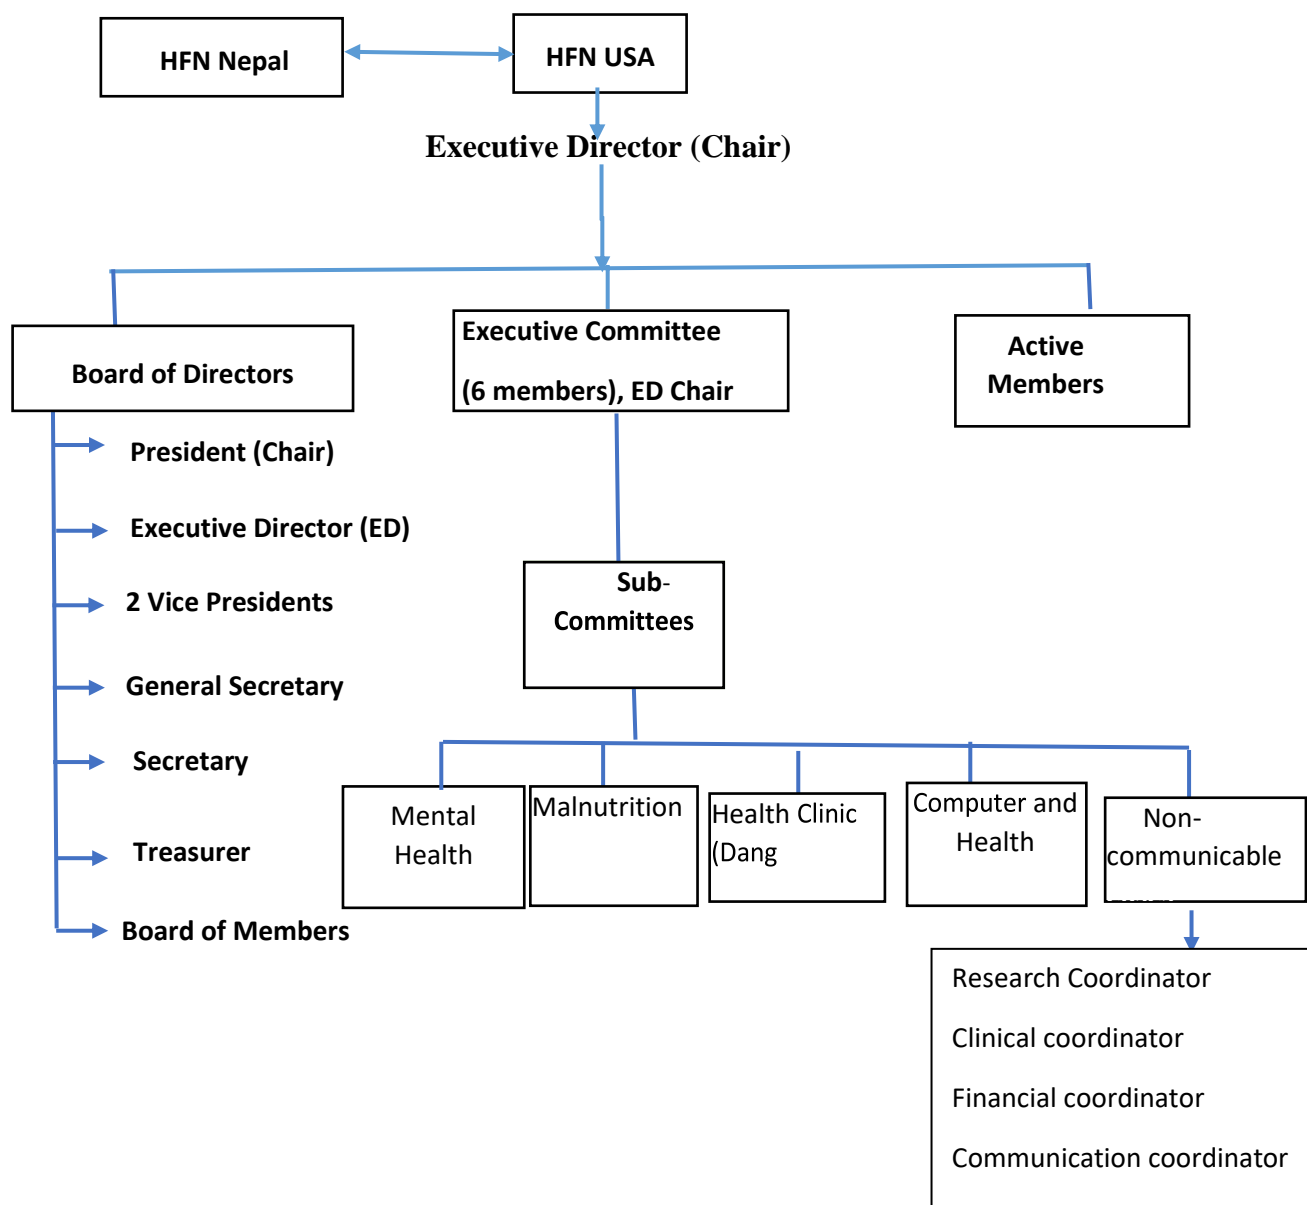 HFN Nepal
HFN USA
Executive Director (Chair)
Board of Directors
Executive Committee
(6 members), ED Chair
Active
Members
President (Chair)
Executive Director (ED)
2 Vice Presidents
General Secretary
Secretary
Treasurer
Board of Members
Sub-
Committees
Mental
Health
Malnutrition
Health Clinic
(Dang
Computer and
Health
Non-
communicable
Research Coordinator
Clinical coordinator
Financial coordinator
Communication coordinator